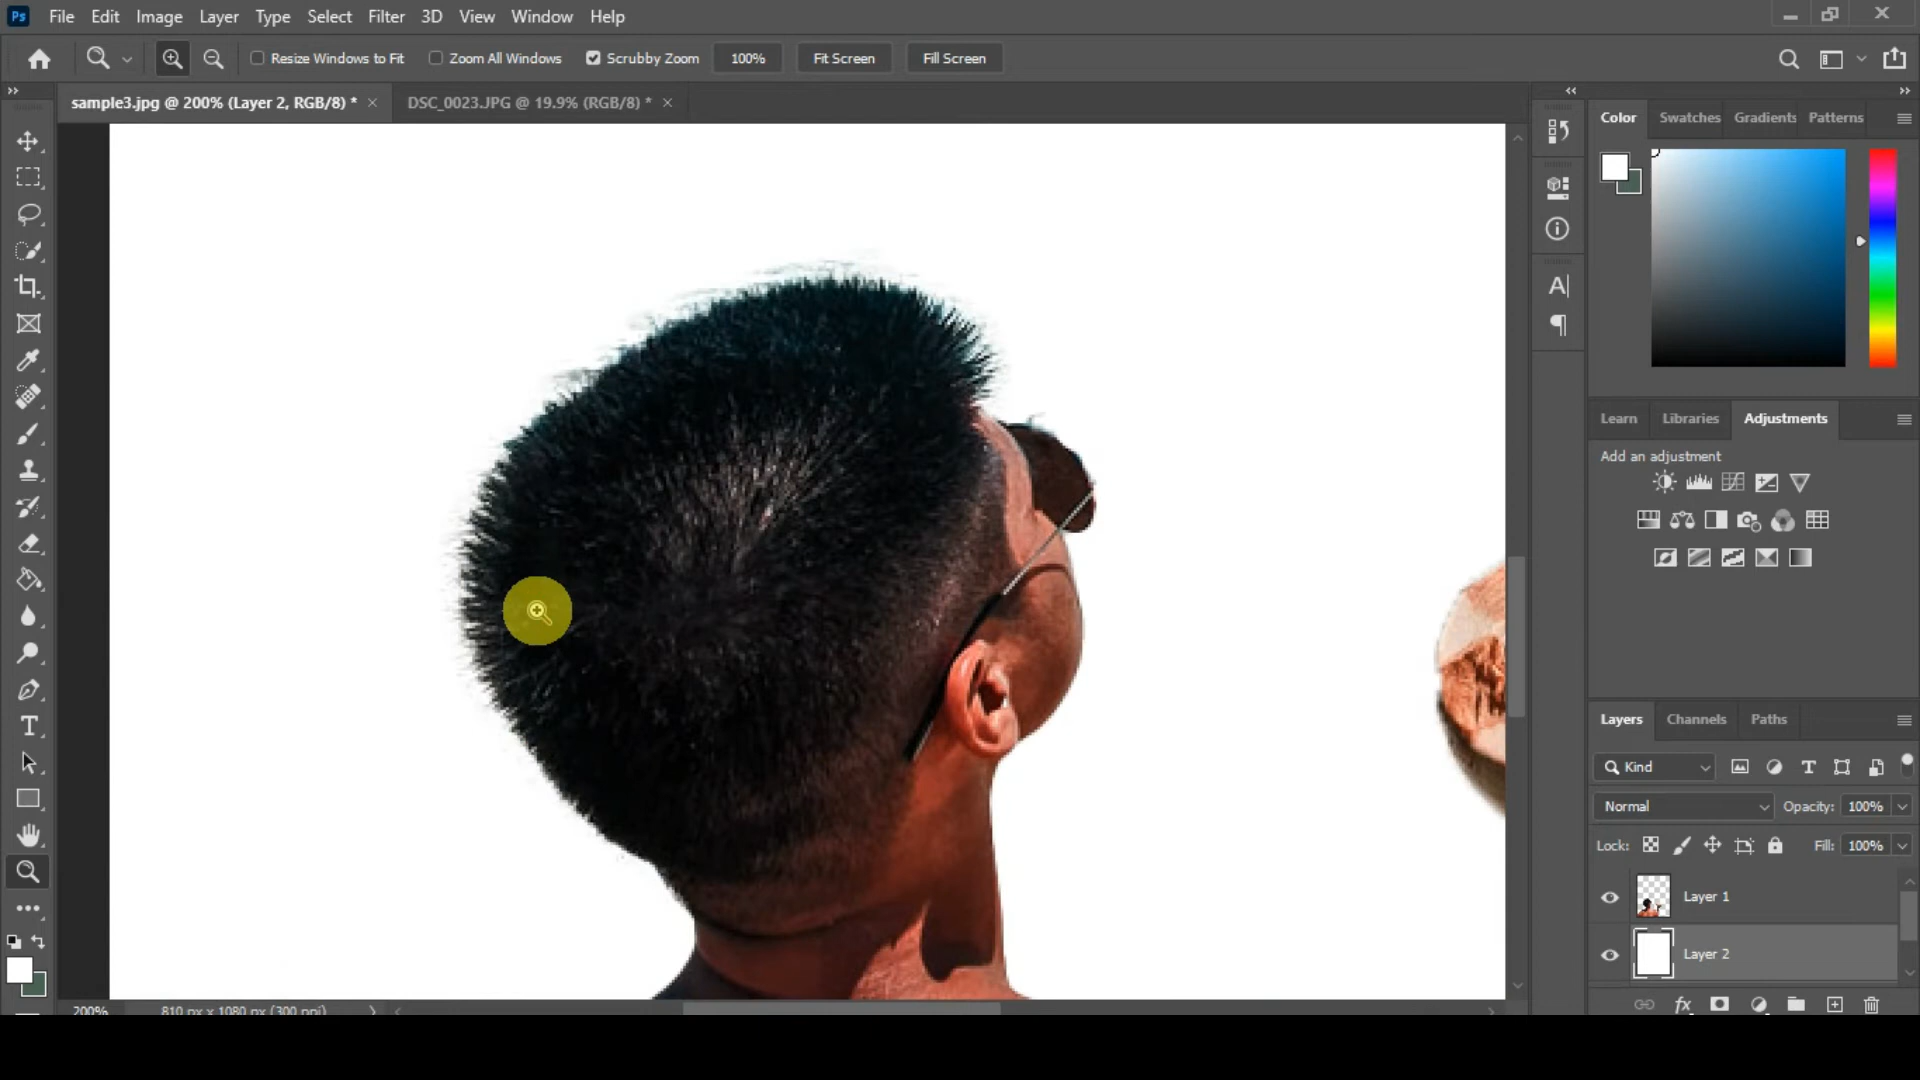 Ps File Edit Image Layer Type Select Filter 3D View Window Help
Resize Windows to Fit Zoom All Windows Scrubby Zoom 100% Fit Screen Fill Screen
sample3.jpg @ 200% (Layer 2, RGB/8) * DSC_0023.JPG @ 19.9% (RGB/8) *
Color Swatches Gradients Patterns
Learn Libraries Adjustments
Add an adjustment
Layers Channels Paths
Kind
Normal Opacity: 100%
Lock: Fill: 100%
Layer 1
Layer 2
200% 810 px x 1080 px (300 ppi)